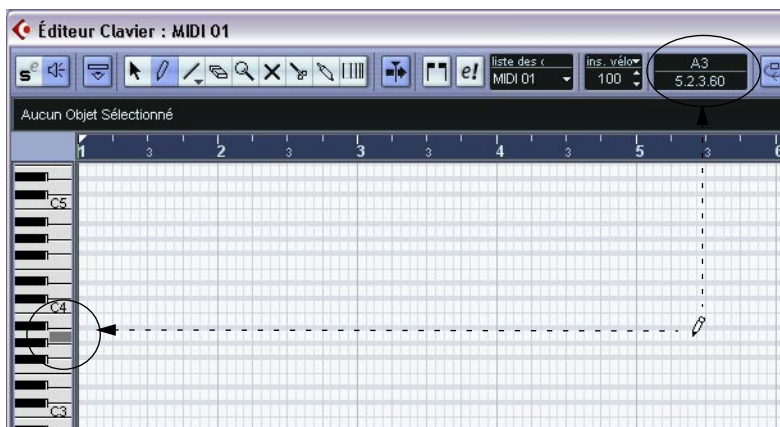 Éditeur Clavier : MIDI 01
liste des (
ins. vélo
A3
MIDI 01
100
5.2.3.60
Aucun Objet Sélectionné
1 3 2 3 3 3 4 3 5 3 6
C5
C4
C3